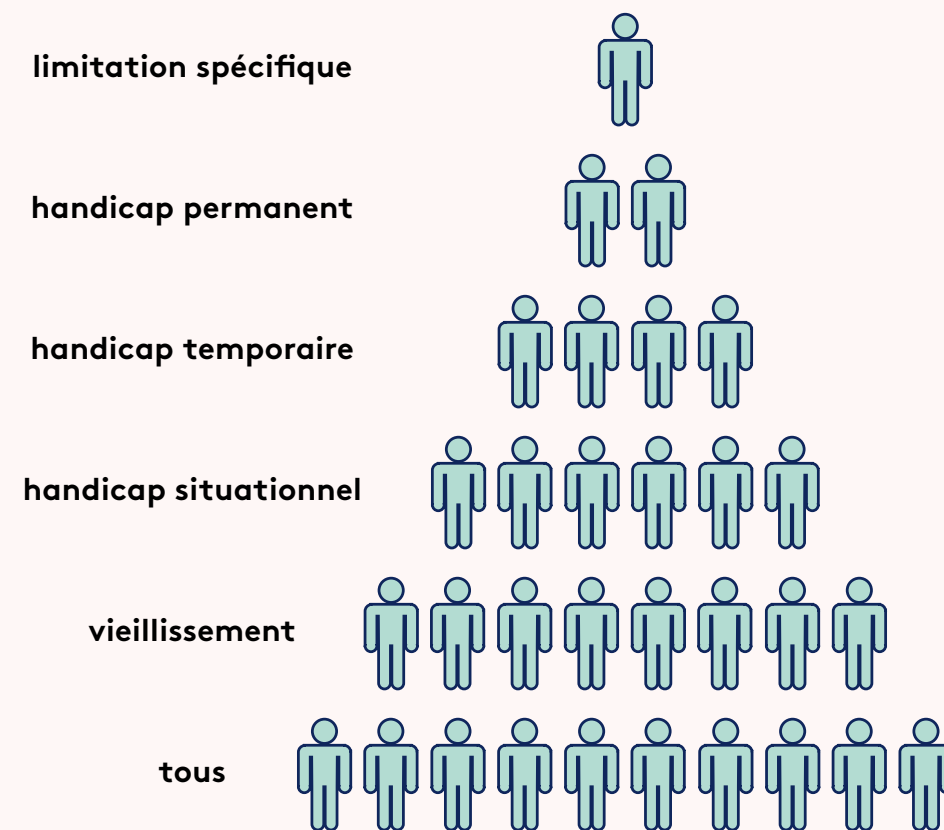 limitation spécifique
handicap permanent
handicap temporaire
handicap situationnel
vieillissement
tous